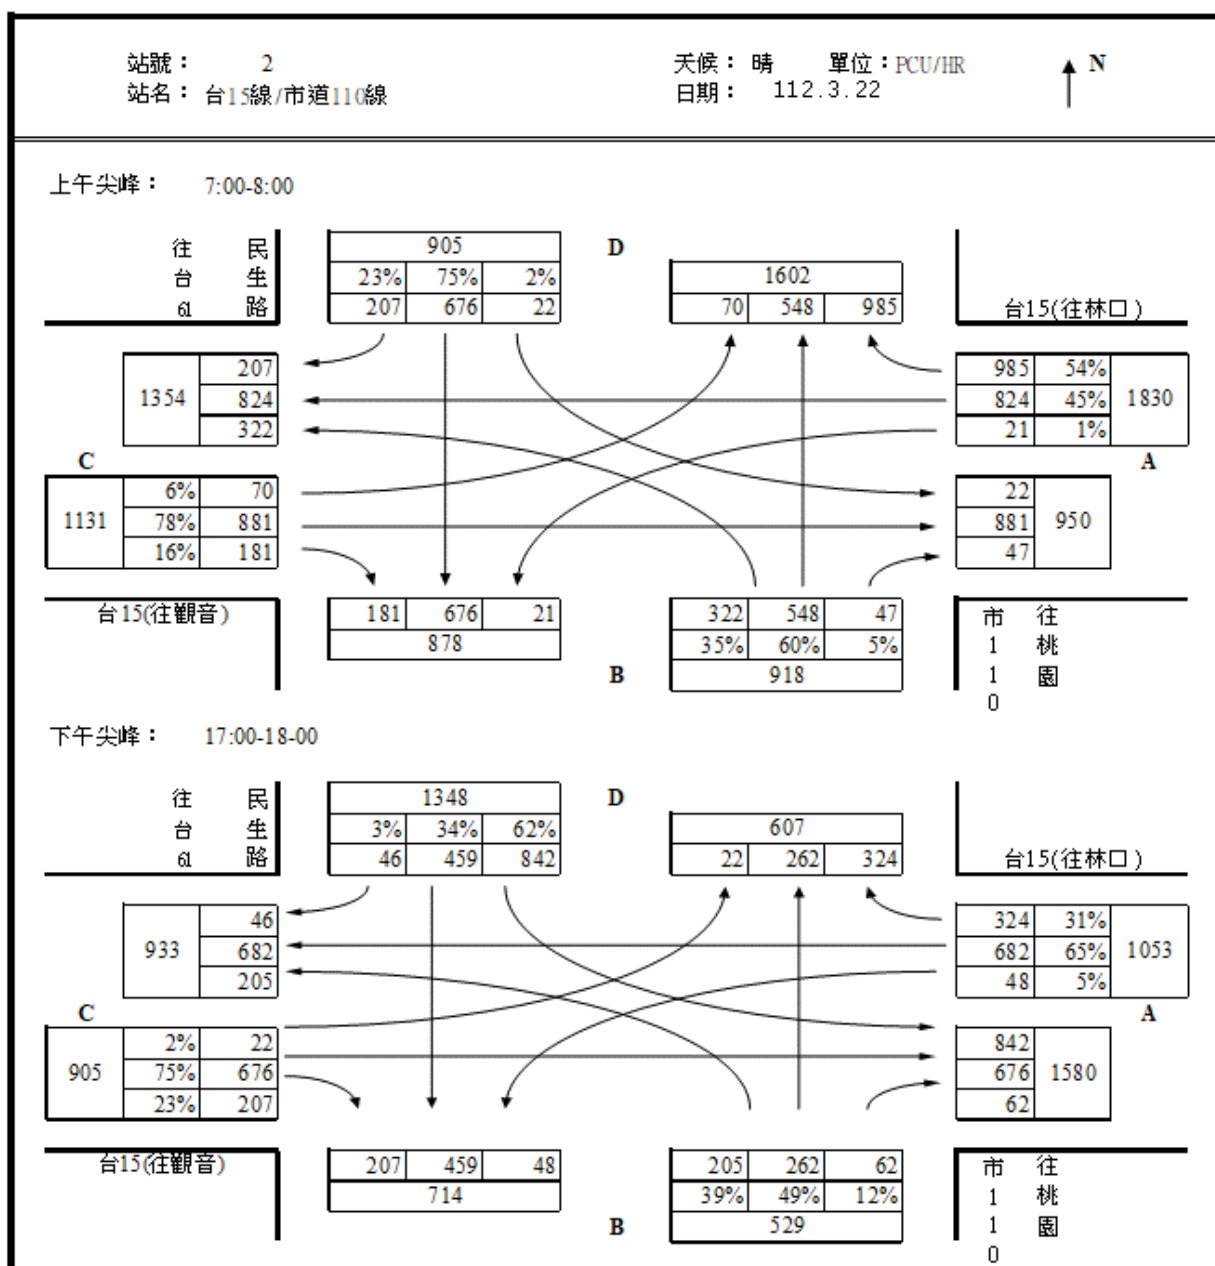 站號： 2 天候： 晴 單位：PCU/HR N
站名： 台15線/市道110線 日期： 112.3.22
上午尖峰： 7:00-8:00
往台61 民生路
905
23% 75% 2%
207 676 22
D
1602
70 548 985
台15(往林口)
207
1354 824
322
985 54%
824 45% 1830
21 1%
C
A
6% 70
1131 78% 881
16% 181
22
881 950
47
台15(往觀音)
181 676 21
878
B
322 548 47
35% 60% 5%
918
市110 往桃園
下午尖峰： 17:00-18-00
往台61 民生路
1348
3% 34% 62%
46 459 842
D
607
22 262 324
台15(往林口)
46
933 682
205
324 31%
682 65% 1053
48 5%
C
A
2% 22
905 75% 676
23% 207
842
676 1580
62
台15(往觀音)
207 459 48
714
B
205 262 62
39% 49% 12%
529
市110 往桃園